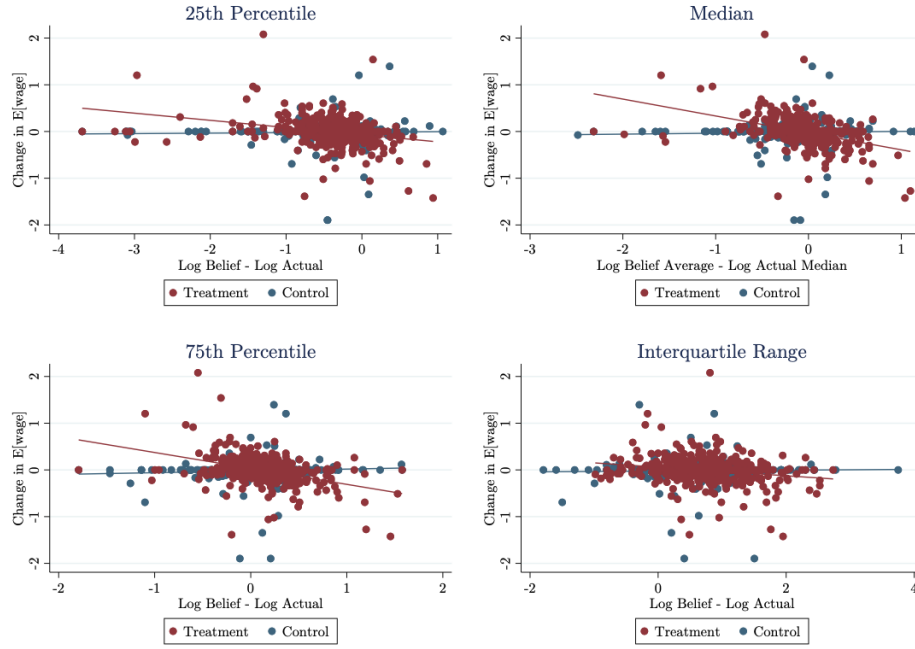 25th Percentile
Change in E[wage]
2
1
0
-1
-2
-4 -3 -2 -1 0 1
Log Belief - Log Actual
Treatment Control
Median
Change in E[wage]
2
1
0
-1
-2
-3 -2 -1 0 1
Log Belief Average - Log Actual Median
Treatment Control
75th Percentile
Change in E[wage]
2
1
0
-1
-2
-2 -1 0 1 2
Log Belief - Log Actual
Treatment Control
Interquartile Range
Change in E[wage]
2
1
0
-1
-2
-2 0 2 4
Log Belief - Log Actual
Treatment Control